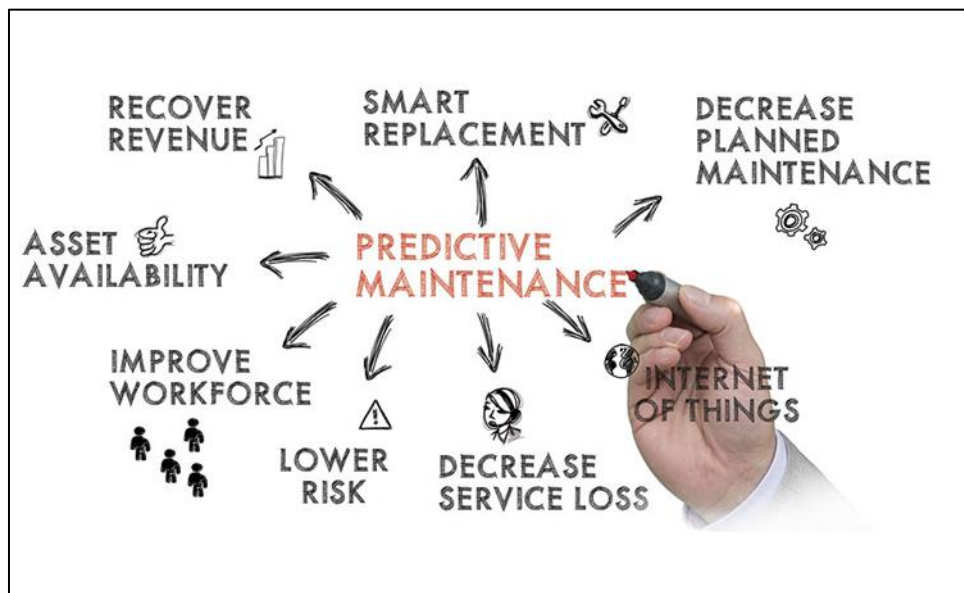 RECOVER
REVENUE
SMART
REPLACEMENT
DECREASE
PLANNED
MAINTENANCE
ASSET
AVAILABILITY
PREDICTIVE
MAINTENANCE
IMPROVE
WORKFORCE
LOWER
RISK
DECREASE
SERVICE LOSS
INTERNET
OF THINGS